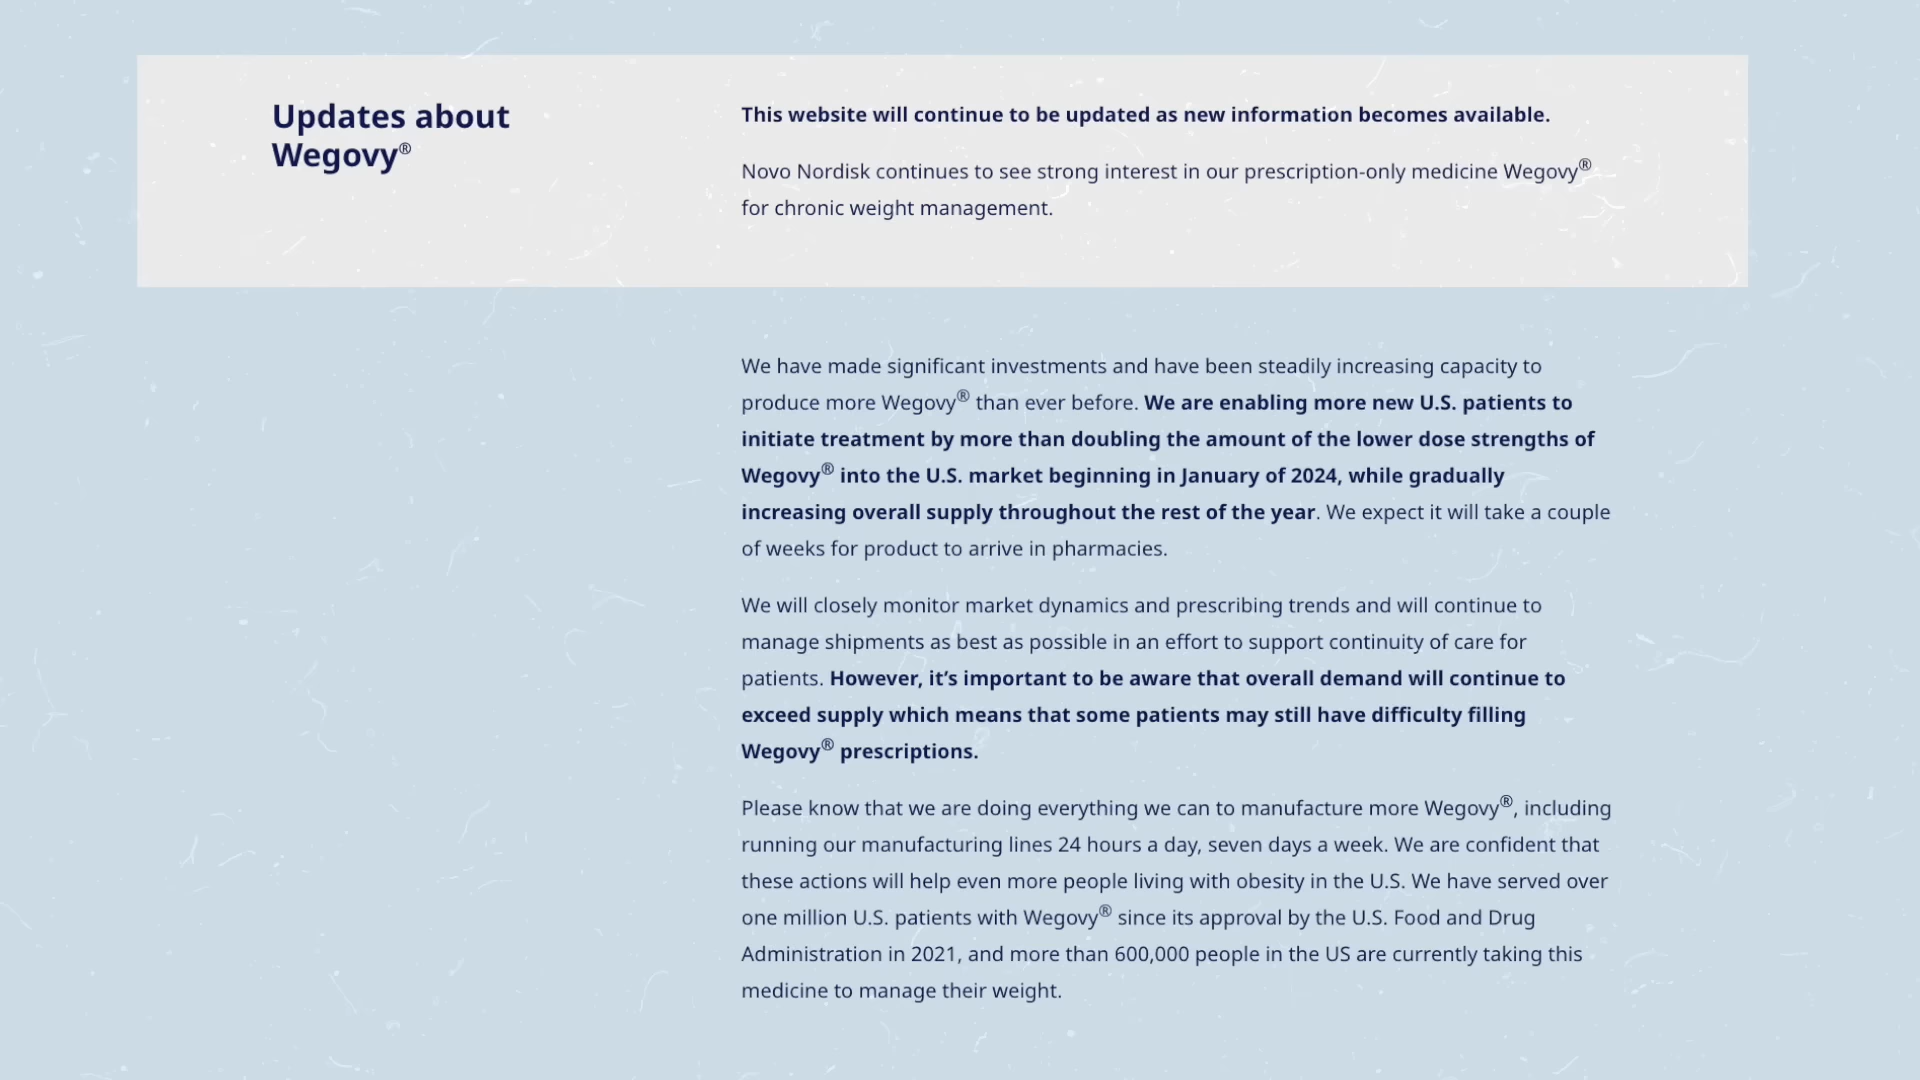 Updates about
Wegovy®
This website will continue to be updated as new information becomes available.
Novo Nordisk continues to see strong interest in our prescription-only medicine Wegovy®
for chronic weight management.
We have made significant investments and have been steadily increasing capacity to
produce more Wegovy® than ever before. We are enabling more new U.S. patients to
initiate treatment by more than doubling the amount of the lower dose strengths of
Wegovy® into the U.S. market beginning in January of 2024, while gradually
increasing overall supply throughout the rest of the year. We expect it will take a couple
of weeks for product to arrive in pharmacies.
We will closely monitor market dynamics and prescribing trends and will continue to
manage shipments as best as possible in an effort to support continuity of care for
patients. However, it’s important to be aware that overall demand will continue to
exceed supply which means that some patients may still have difficulty filling
Wegovy® prescriptions.
Please know that we are doing everything we can to manufacture more Wegovy®, including
running our manufacturing lines 24 hours a day, seven days a week. We are confident that
these actions will help even more people living with obesity in the U.S. We have served over
one million U.S. patients with Wegovy® since its approval by the U.S. Food and Drug
Administration in 2021, and more than 600,000 people in the US are currently taking this
medicine to manage their weight.